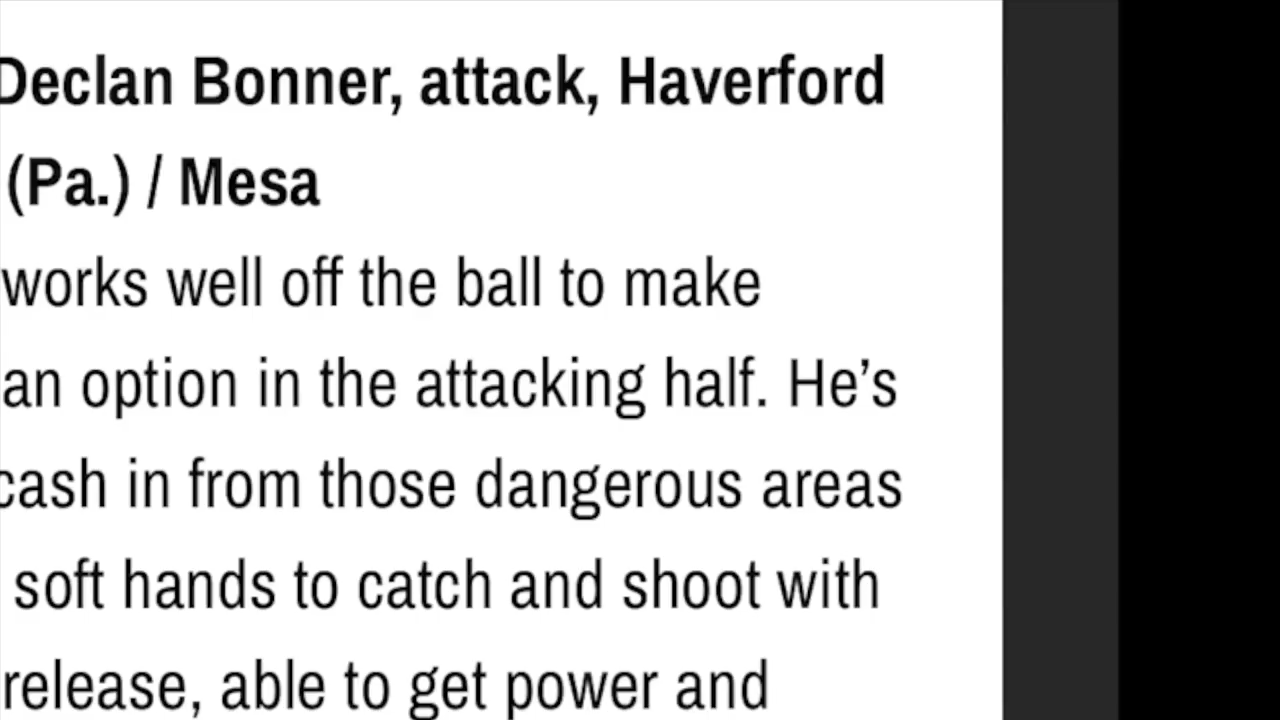 Declan Bonner, attack, Haverford
(Pa.) / Mesa
works well off the ball to make
an option in the attacking half. He’s
cash in from those dangerous areas
soft hands to catch and shoot with
release, able to get power and